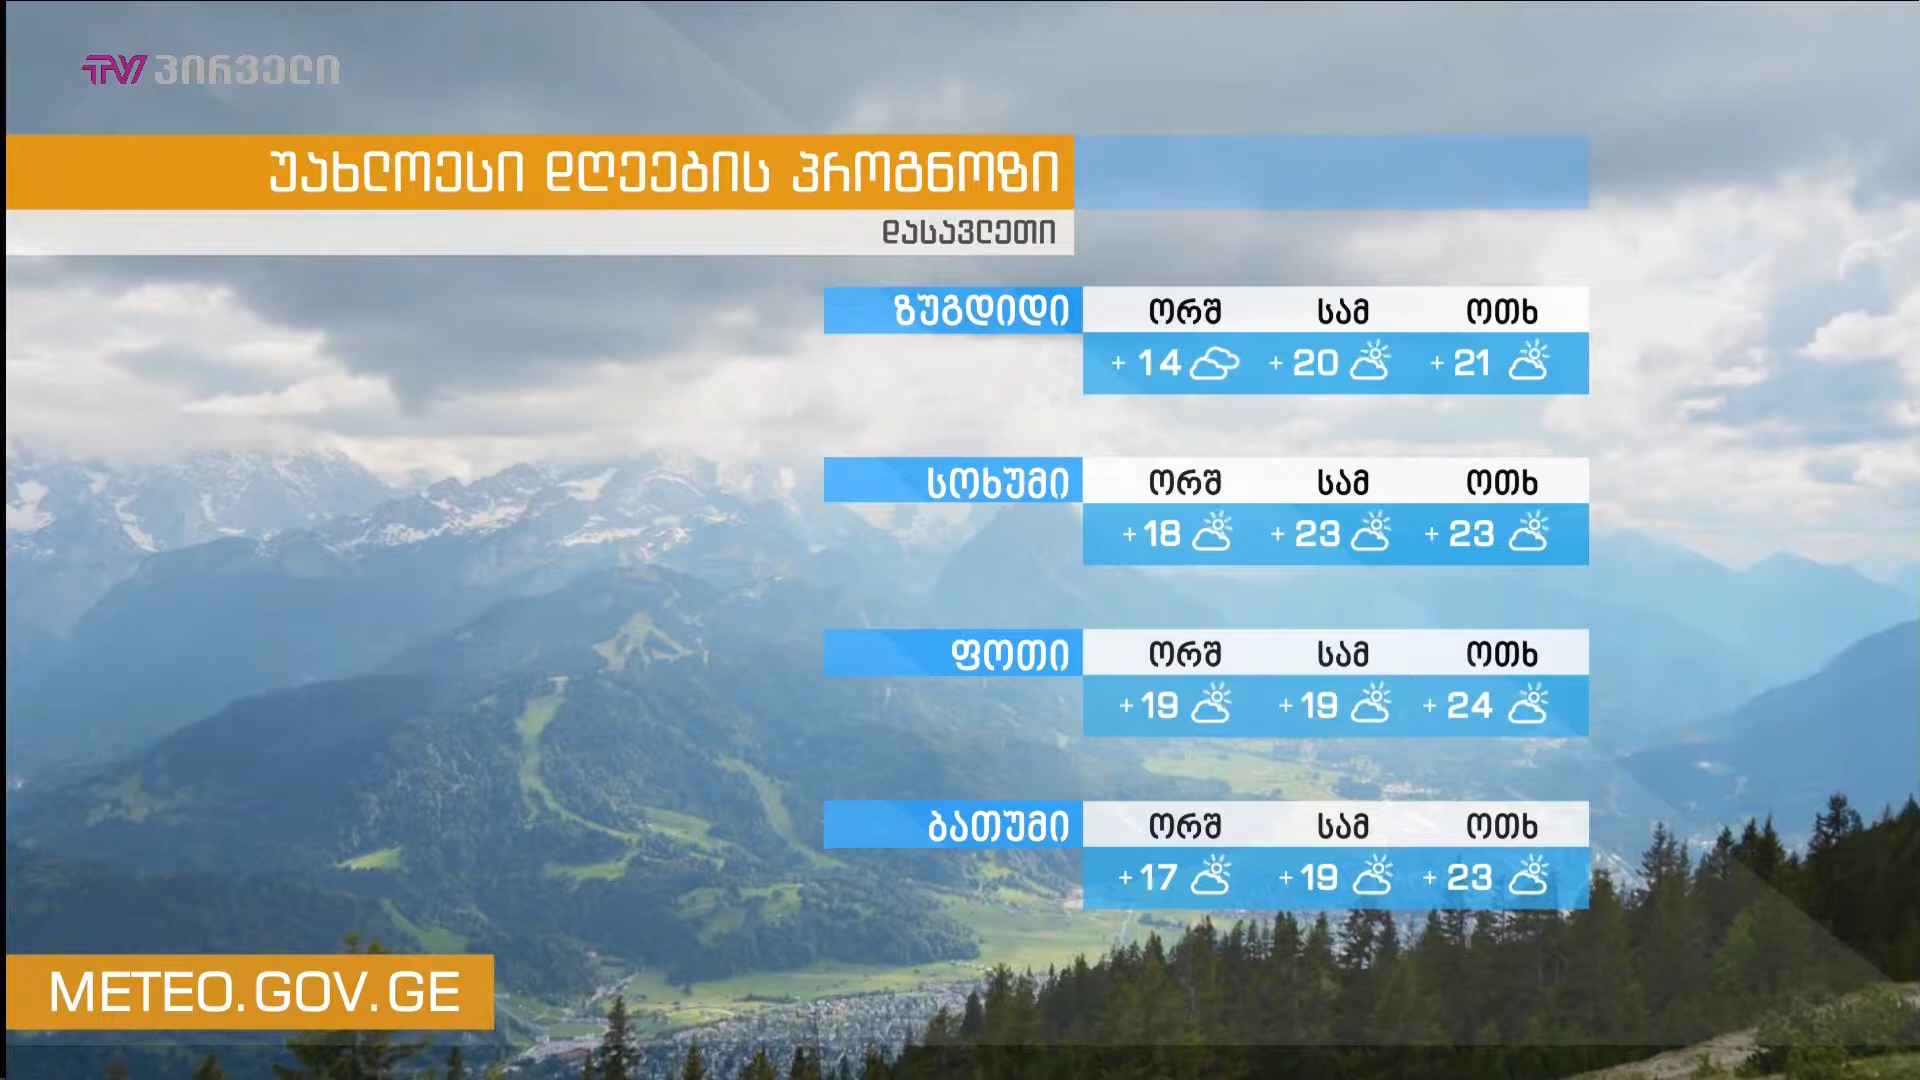 TV პირველი
უახლოესი დღეების პროგნოზი
დასავლეთი
ზუგდიდი ორშ სამ ოთხ
+14 +20 +21
სოხუმი ორშ სამ ოთხ
+18 +23 +23
ფოთი ორშ სამ ოთხ
+19 +19 +24
ბათუმი ორშ სამ ოთხ
+17 +19 +23
METEO.GOV.GE